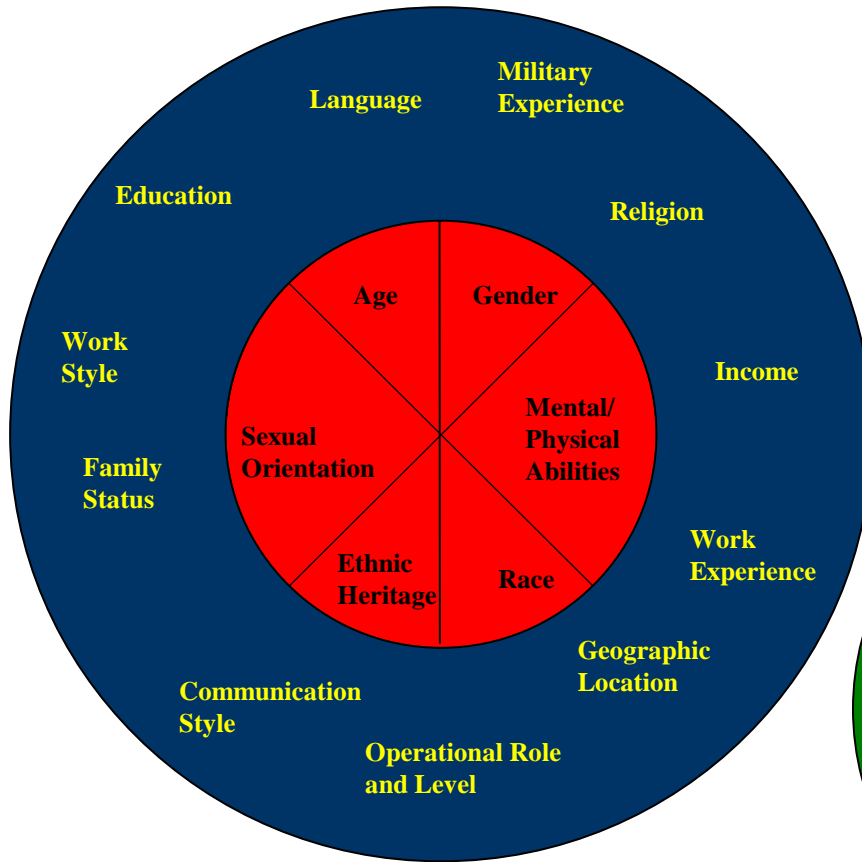 Military
Experience
Language
Education
Religion
Age
Gender
Work
Style
Income
Mental/
Physical
Abilities
Sexual
Orientation
Family
Status
Work
Experience
Ethnic
Heritage
Race
Geographic
Location
Communication
Style
Operational Role
and Level